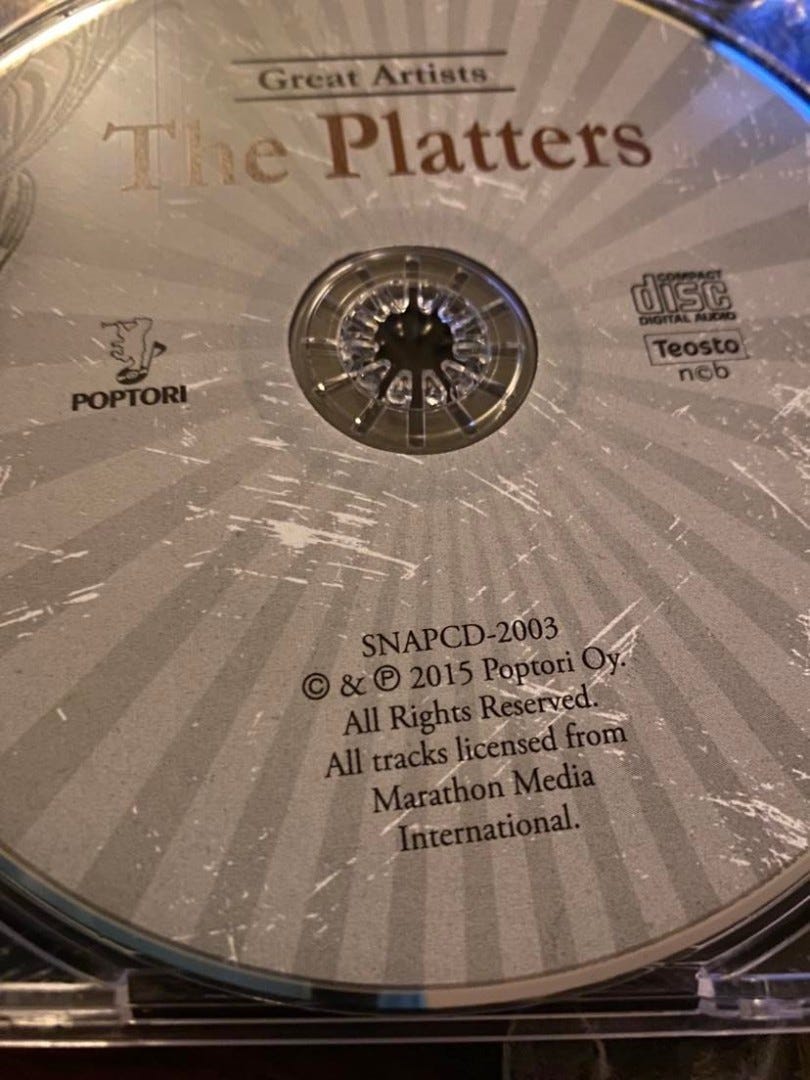 Great Artists
The Platters
COMPACT
disc
DIGITAL AUDIO
Teosto
ncb
POPTORI
SNAPCD-2003
© & ℗ 2015 Poptori Oy.
All Rights Reserved.
All tracks licensed from
Marathon Media
International.